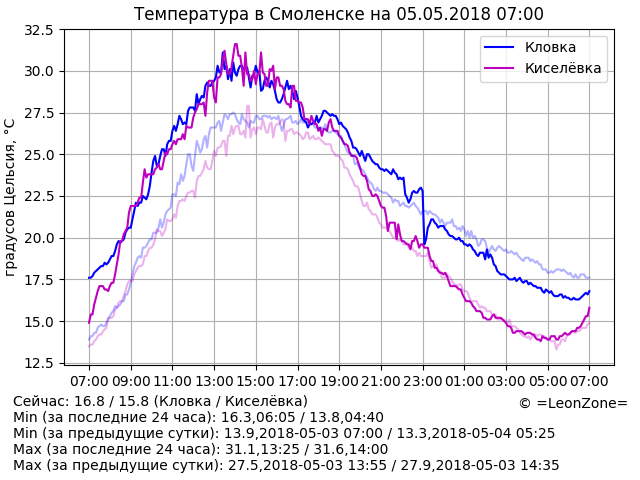 Температура в Смоленске на 05.05.2018 07:00
градусов Цельсия, °C
32.5
30.0
27.5
25.0
22.5
20.0
17.5
15.0
12.5
Кловка
Киселёвка
07:00 09:00 11:00 13:00 15:00 17:00 19:00 21:00 23:00 01:00 03:00 05:00 07:00
Сейчас: 16.8 / 15.8 (Кловка / Киселёвка)
© =LeonZone=
Min (за последние 24 часа): 16.3,06:05 / 13.8,04:40
Min (за предыдущие сутки): 13.9,2018-05-03 07:00 / 13.3,2018-05-04 05:25
Max (за последние 24 часа): 31.1,13:25 / 31.6,14:00
Max (за предыдущие сутки): 27.5,2018-05-03 13:55 / 27.9,2018-05-03 14:35